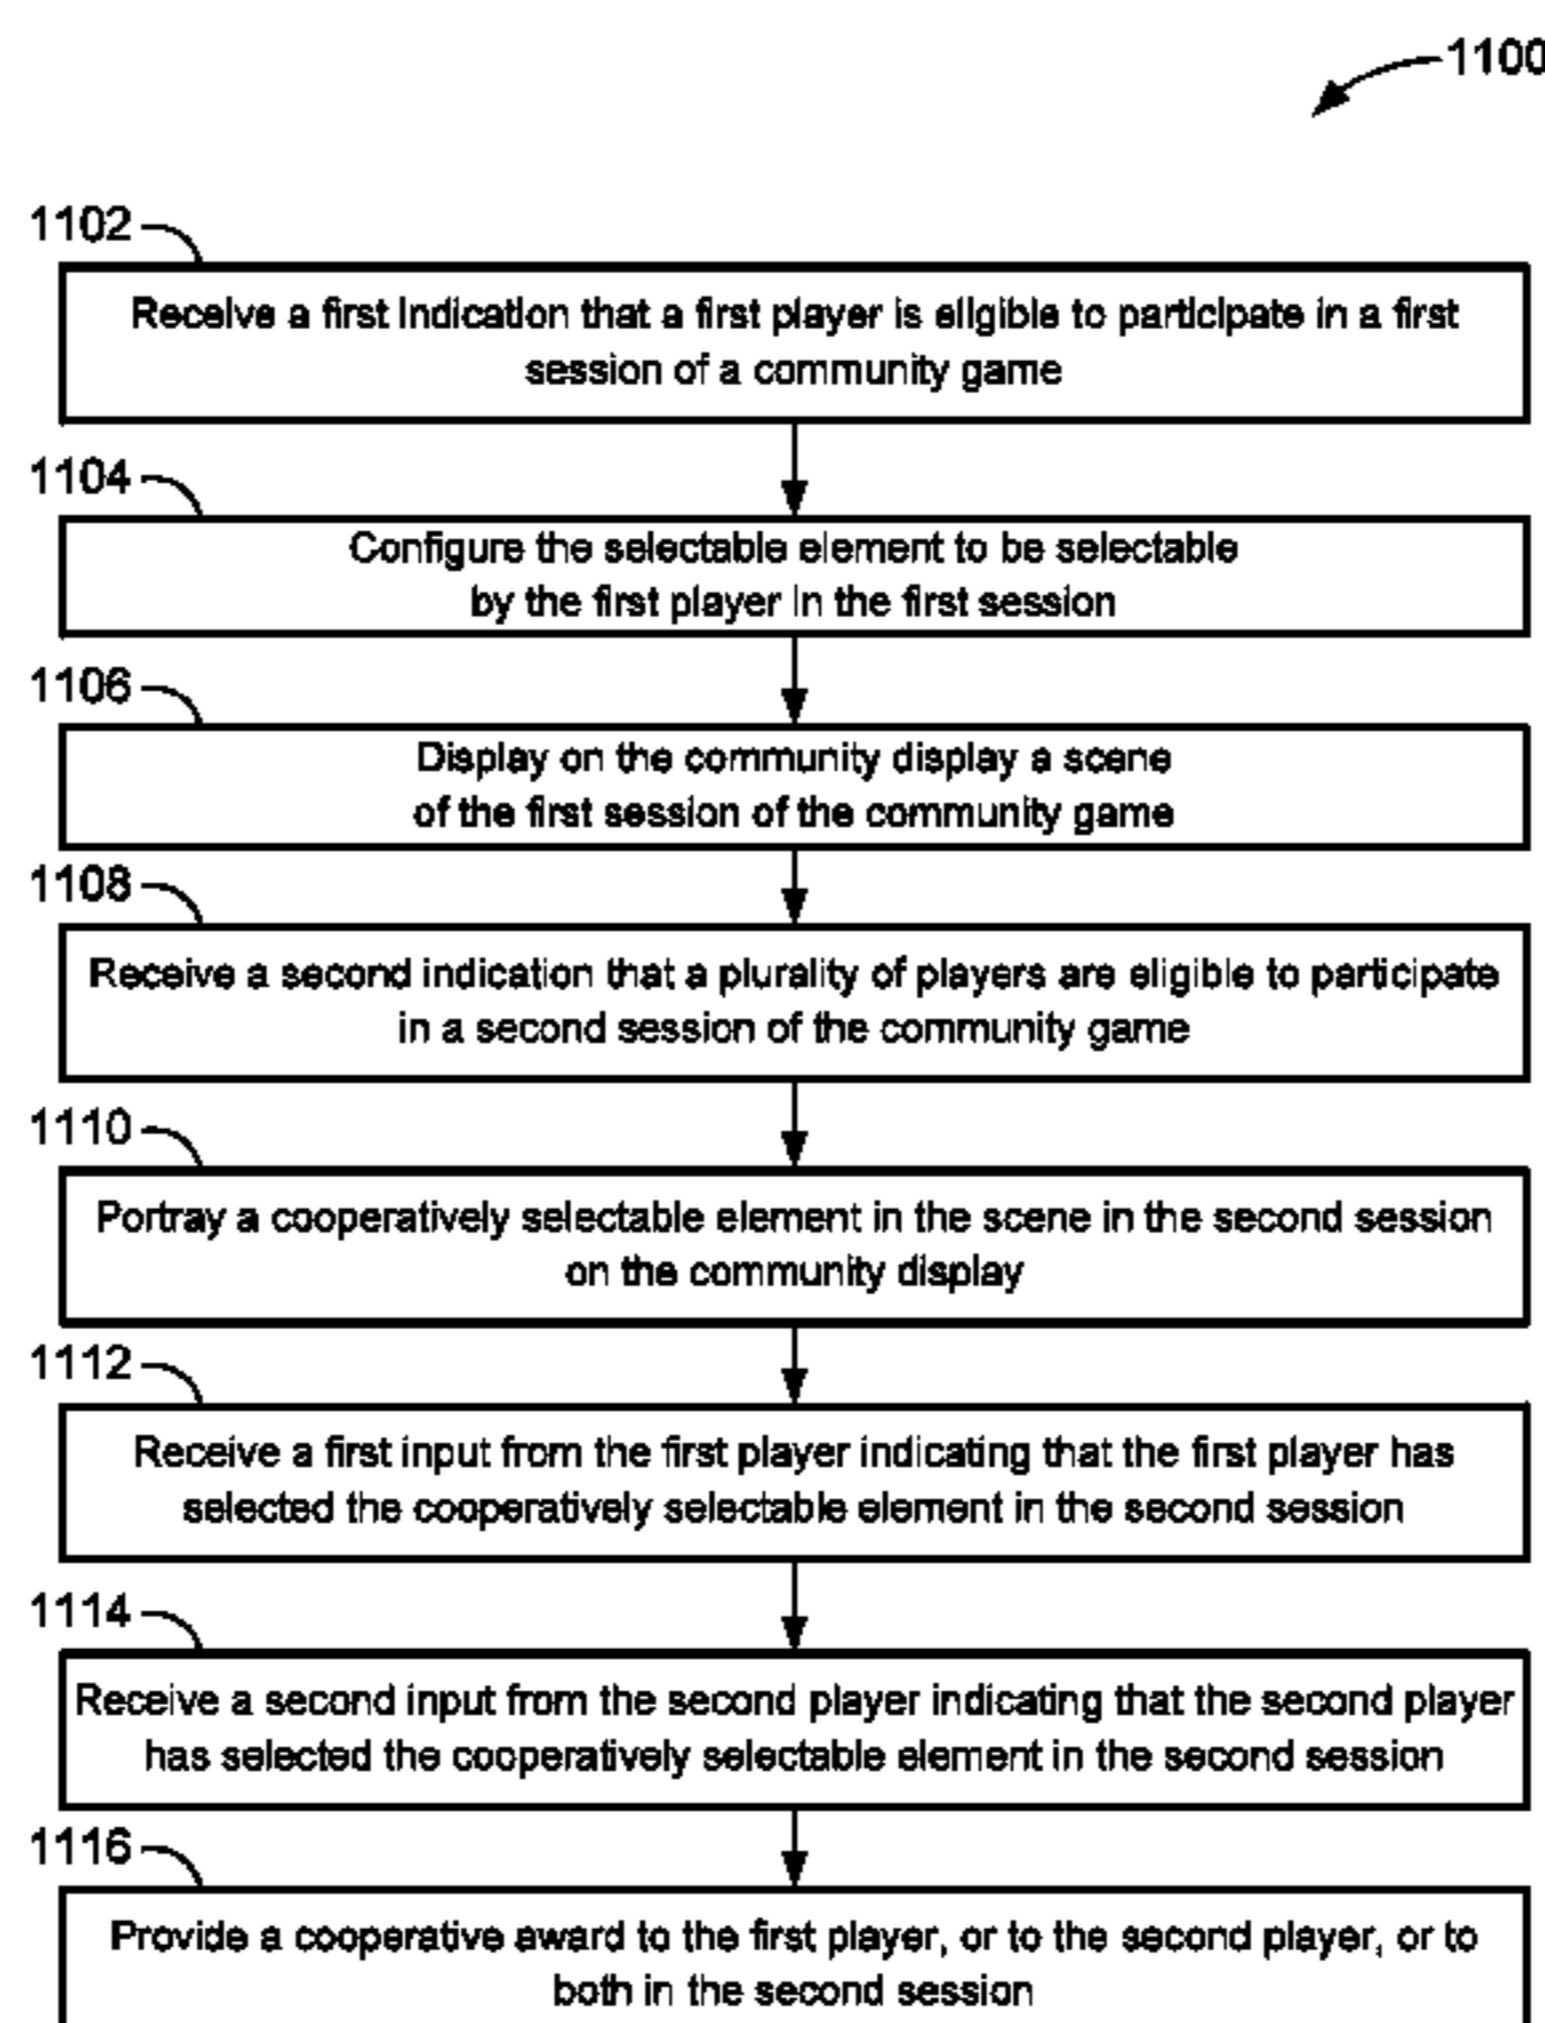 1100
1102
Receive a first indication that a first player is eligible to participate in a first
session of a community game
1104
Configure the selectable element to be selectable
by the first player in the first session
1106
Display on the community display a scene
of the first session of the community game
1108
Receive a second indication that a plurality of players are eligible to participate
in a second session of the community game
1110
Portray a cooperatively selectable element in the scene in the second session
on the community display
1112
Receive a first input from the first player indicating that the first player has
selected the cooperatively selectable element in the second session
1114
Receive a second input from the second player indicating that the second player
has selected the cooperatively selectable element in the second session
1116
Provide a cooperative award to the first player, or to the second player, or to
both in the second session